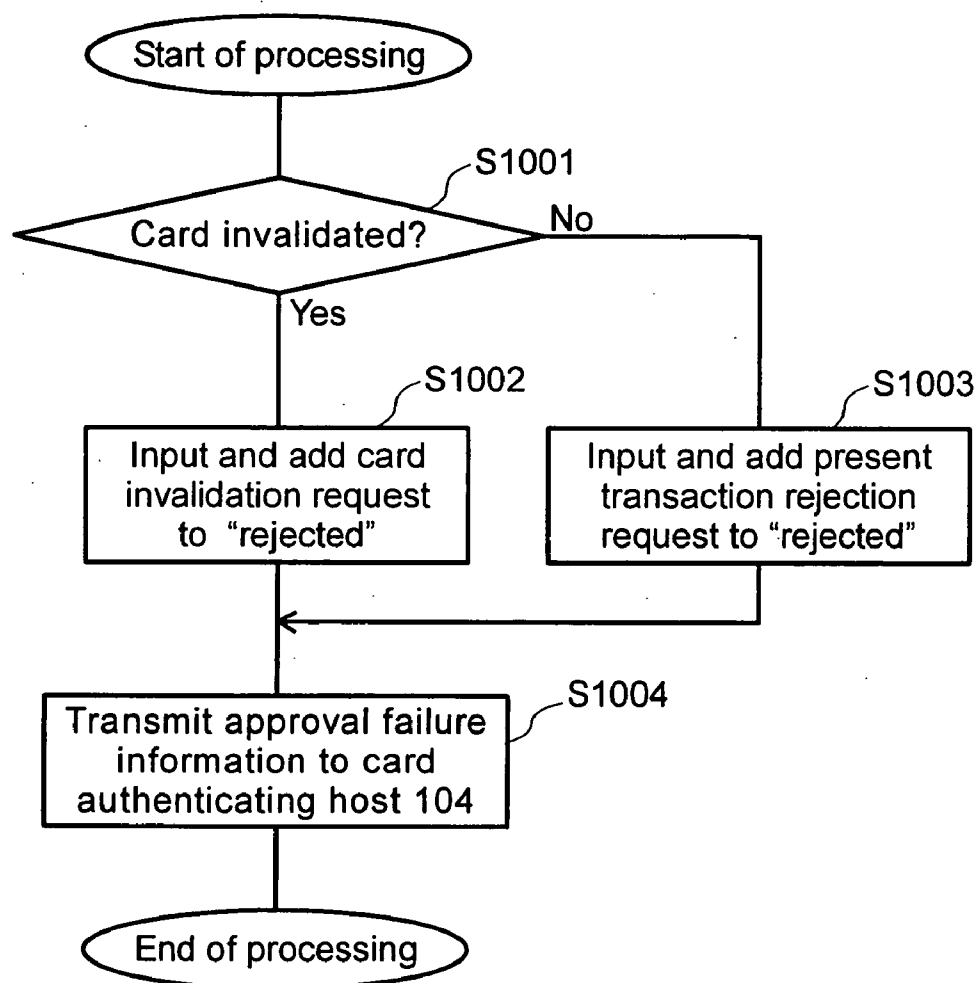 Start of processing
S1001
Card invalidated?
No
Yes
S1002
S1003
Input and add card
invalidation request
to “rejected”
Input and add present
transaction rejection
request to “rejected”
S1004
Transmit approval failure
information to card
authenticating host 104
End of processing